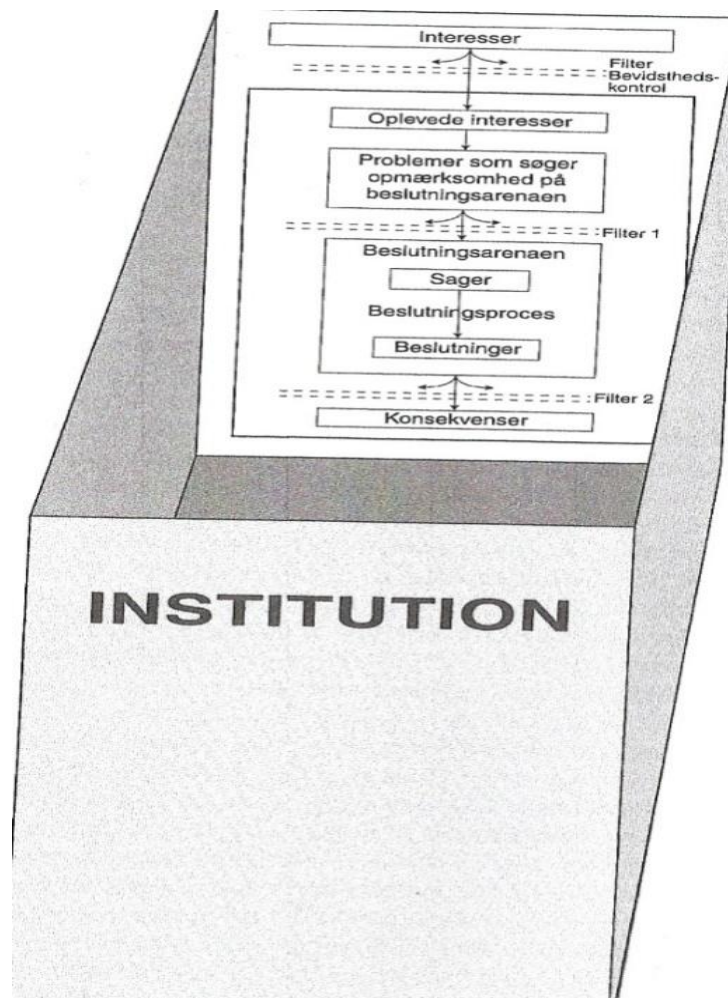 Interesser
Filter
Bevidstheds-
kontrol
Oplevede interesser
Problemer som søger
opmærksomhed på
beslutningsarenaen
Filter 1
Beslutningsarenaen
Sager
Beslutningsproces
Beslutninger
Filter 2
Konsekvenser
INSTITUTION